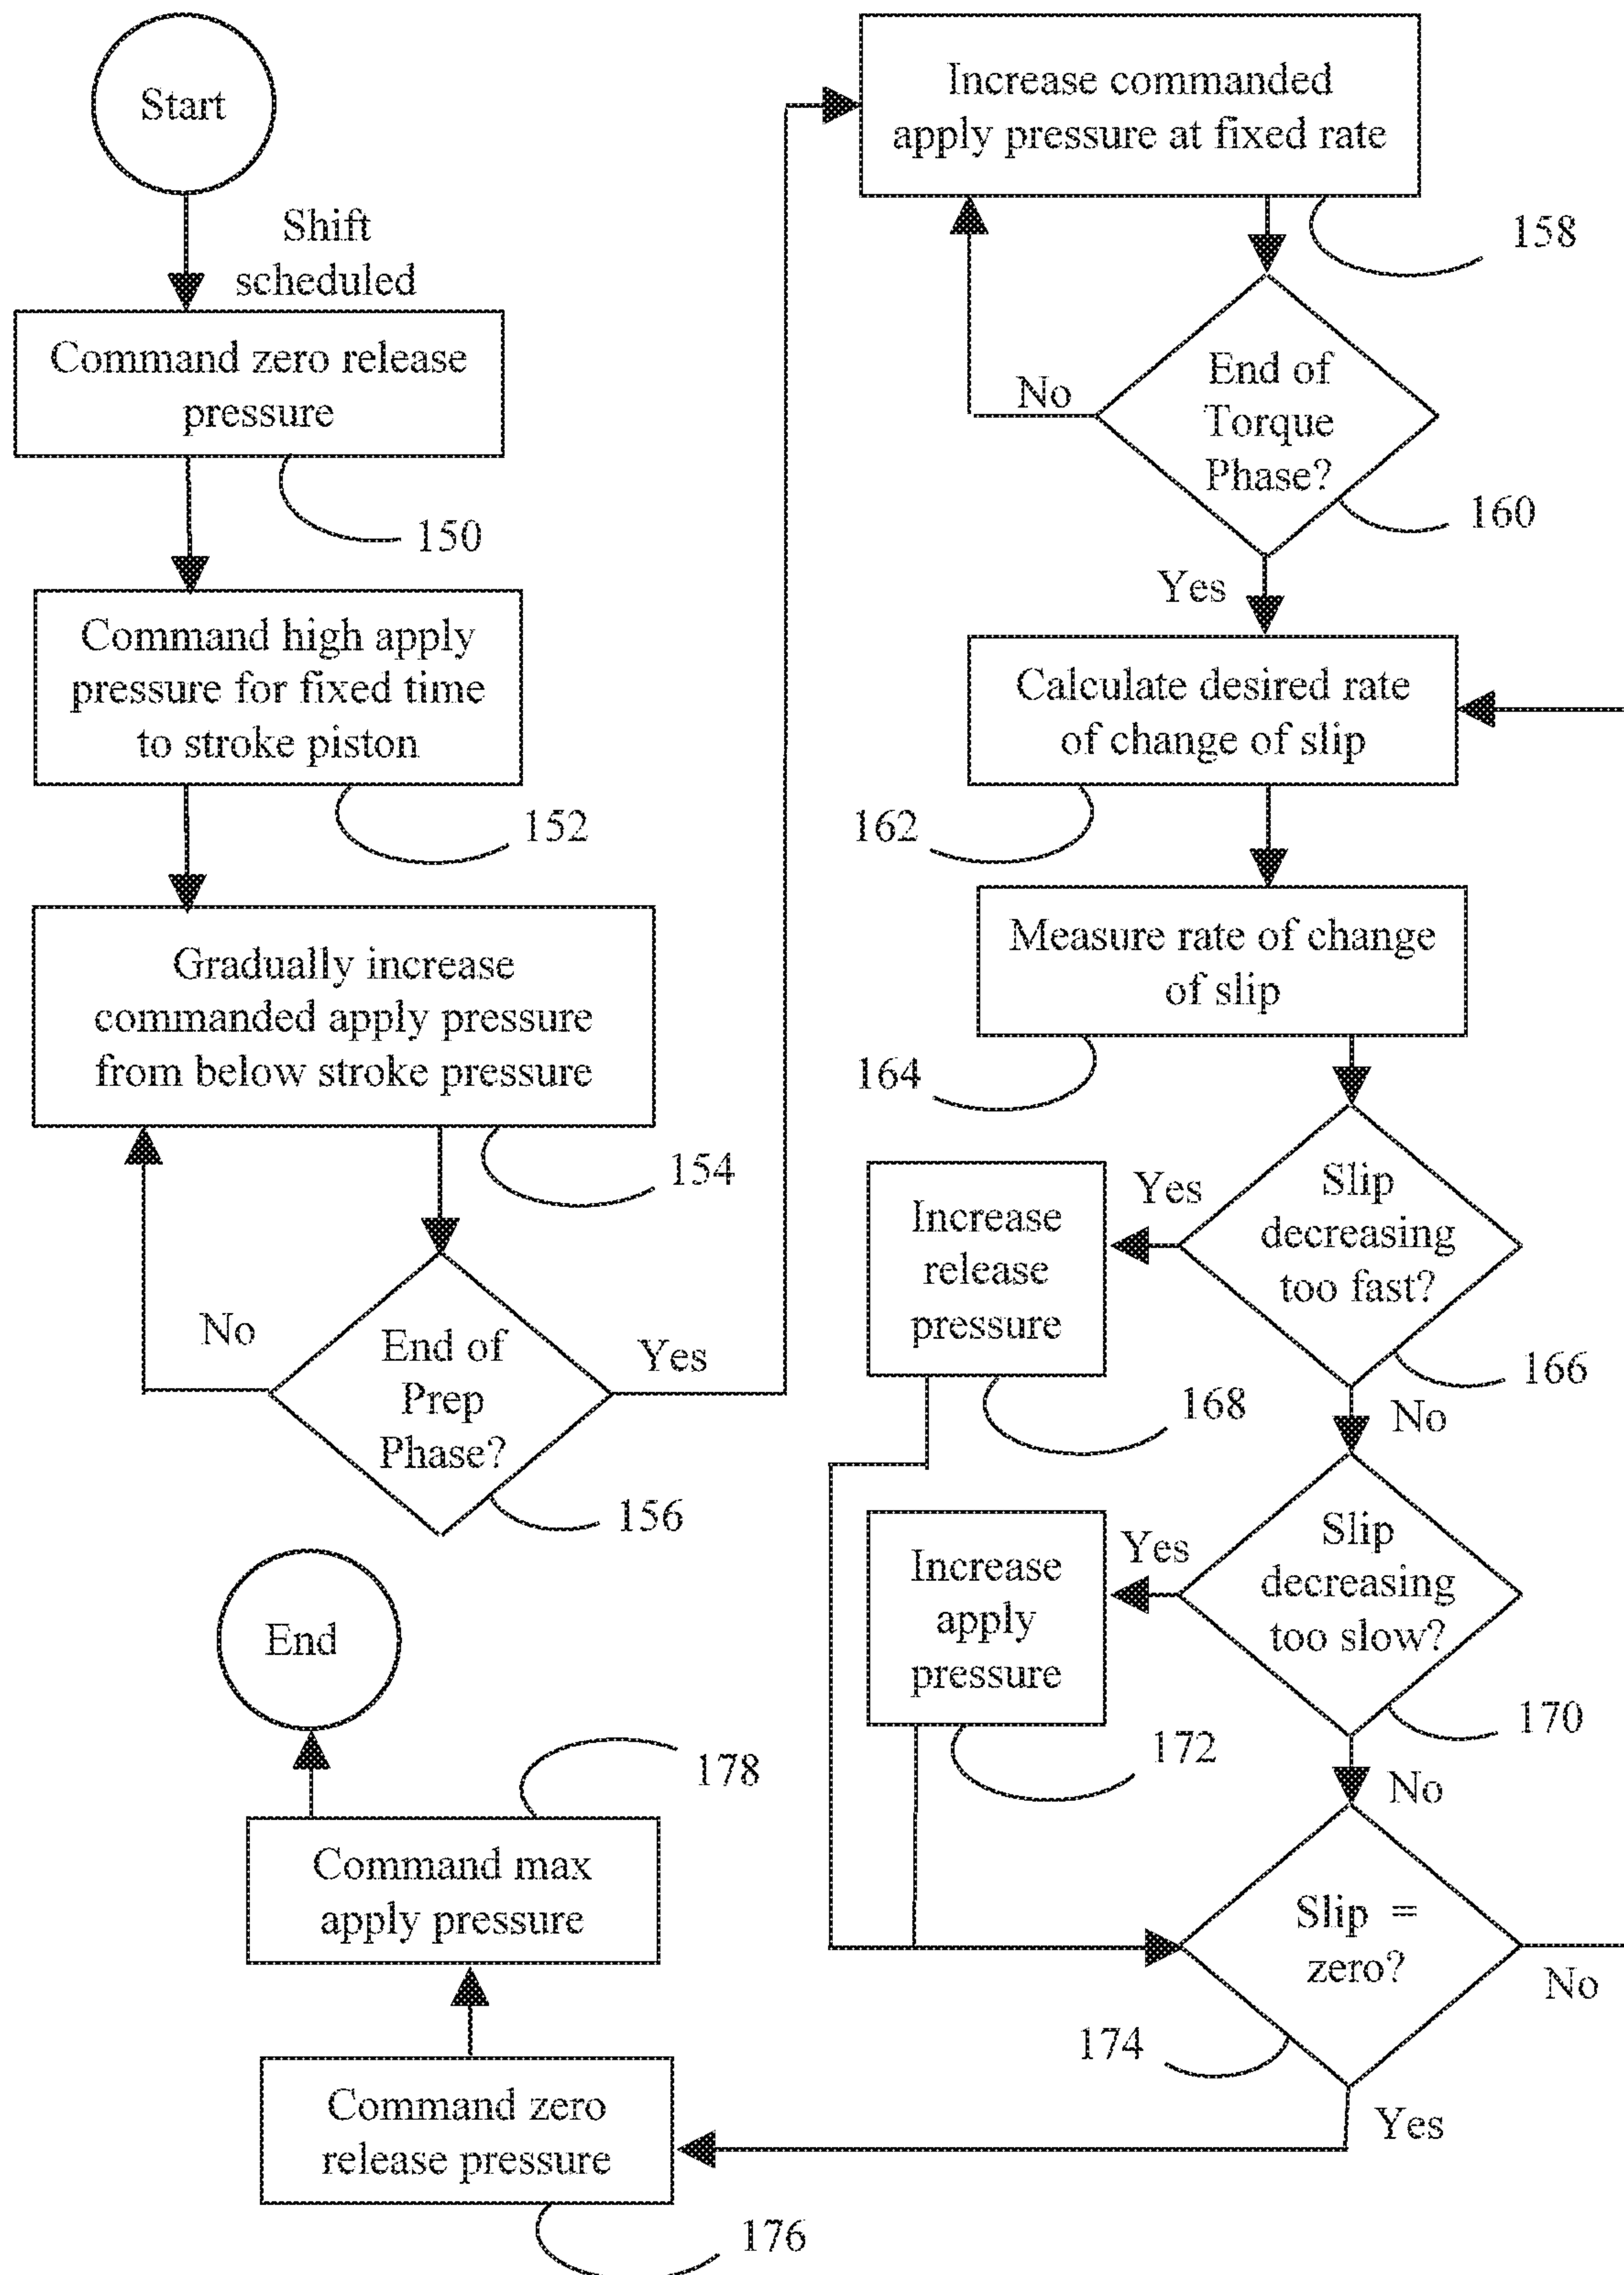 Start
Shift
scheduled
Command zero release
pressure
150
Command high apply
pressure for fixed time
to stroke piston
152
Gradually increase
commanded apply pressure
from below stroke pressure
154
No
End of
Prep
Phase?
Yes
156
Increase commanded
apply pressure at fixed rate
158
No
End of
Torque
Phase?
160
Yes
Calculate desired rate
of change of slip
162
Measure rate of change
of slip
164
Slip
decreasing
too fast?
Yes
166
Increase
release
pressure
168
No
Slip
decreasing
too slow?
Yes
170
Increase
apply
pressure
172
No
Slip =
zero?
No
174
Yes
Command zero
release pressure
176
Command max
apply pressure
178
End